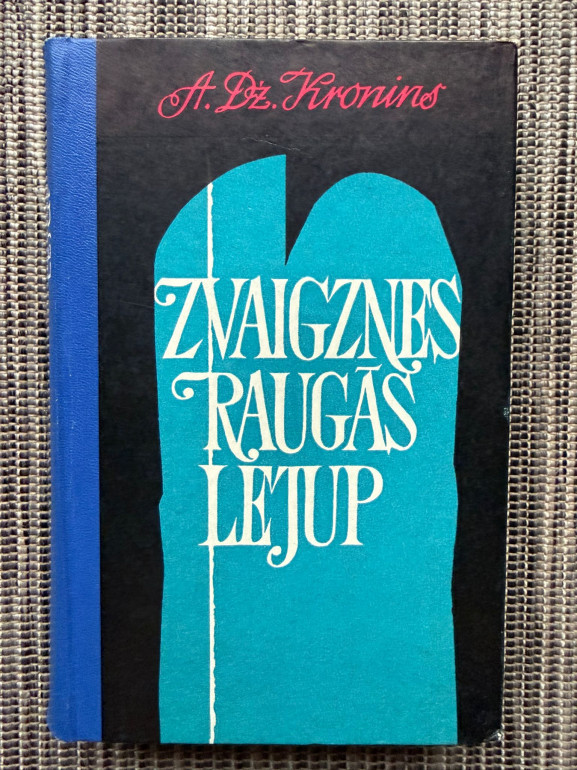 A. Dž. Kronins
ZVAIGZNES
RAUGĀS
LEJUP